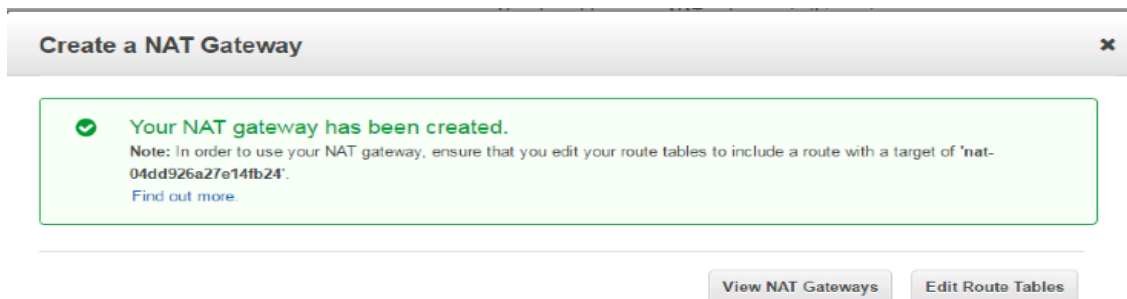 Create a NAT Gateway
Your NAT gateway has been created.
Note: In order to use your NAT gateway, ensure that you edit your route tables to include a route with a target of 'nat-
04dd926a27e14fb24'.
Find out more.
View NAT Gateways
Edit Route Tables